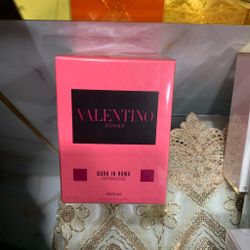 VALENTINO
DONNA
BORN IN ROMA
EXTRADOSE
PARFUM